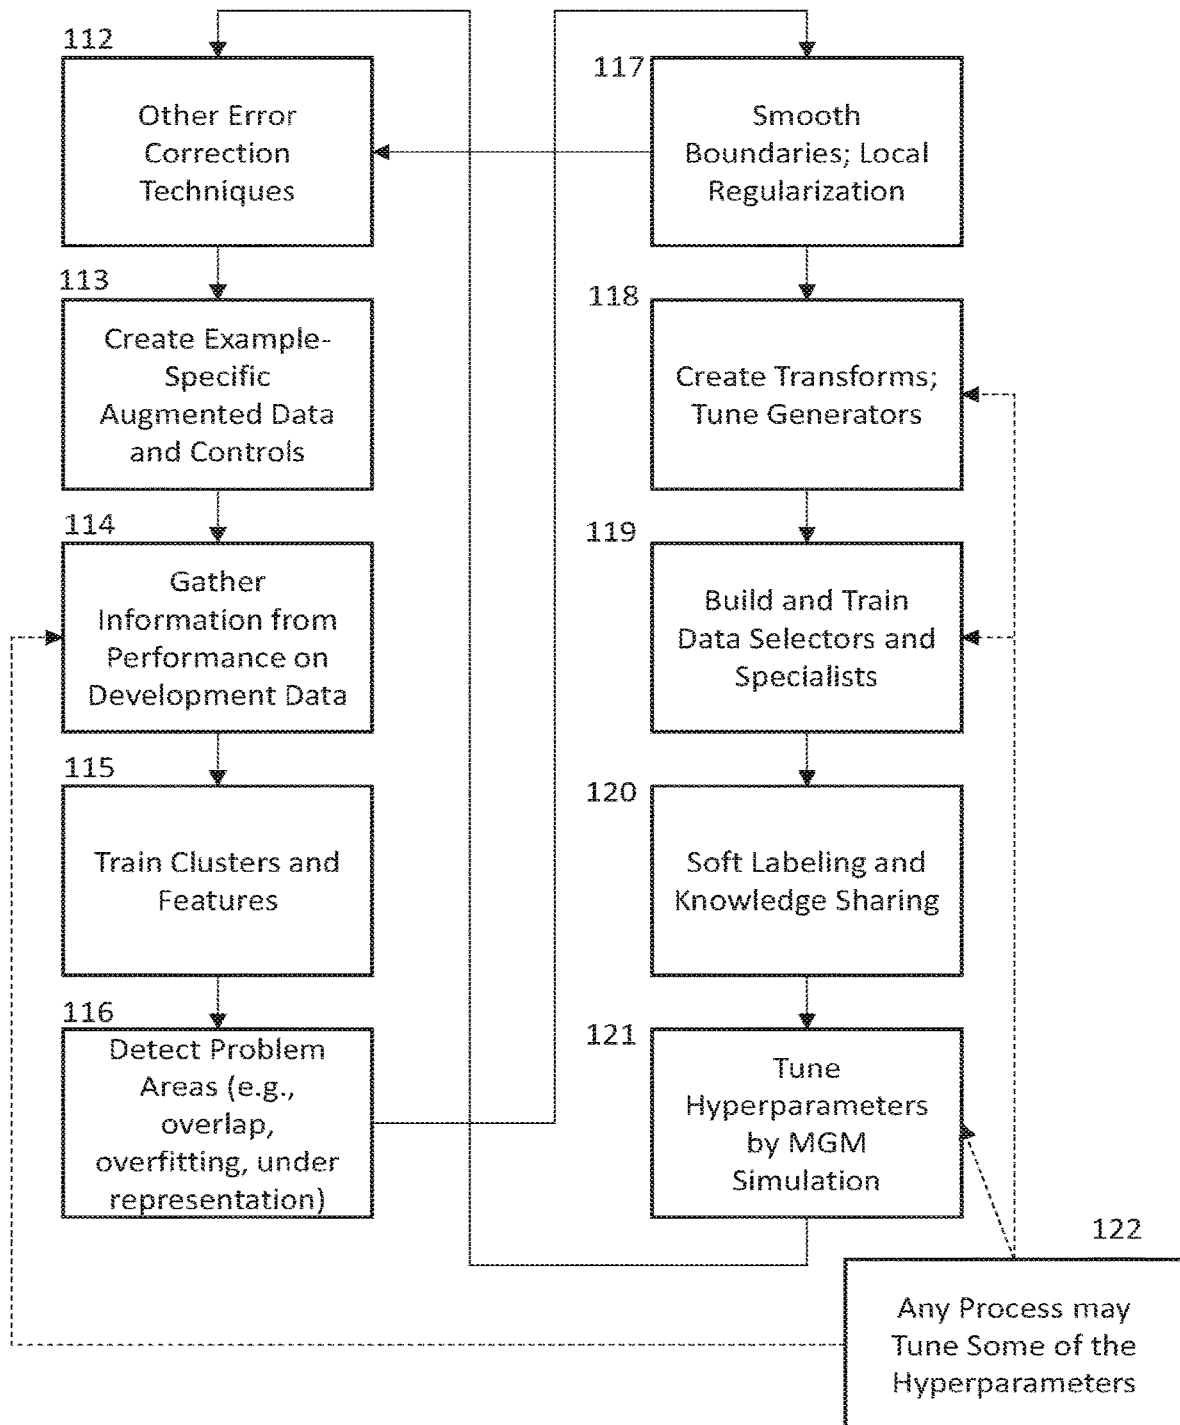 112
Other Error
Correction
Techniques
113
Create Example-
Specific
Augmented Data
and Controls
114
Gather
Information from
Performance on
Development Data
115
Train Clusters and
Features
116
Detect Problem
Areas (e.g.,
overlap,
overfitting, under
representation)
117
Smooth
Boundaries; Local
Regularization
118
Create Transforms;
Tune Generators
119
Build and Train
Data Selectors and
Specialists
120
Soft Labeling and
Knowledge Sharing
121
Tune
Hyperparameters
by MGM
Simulation
122
Any Process may
Tune Some of the
Hyperparameters